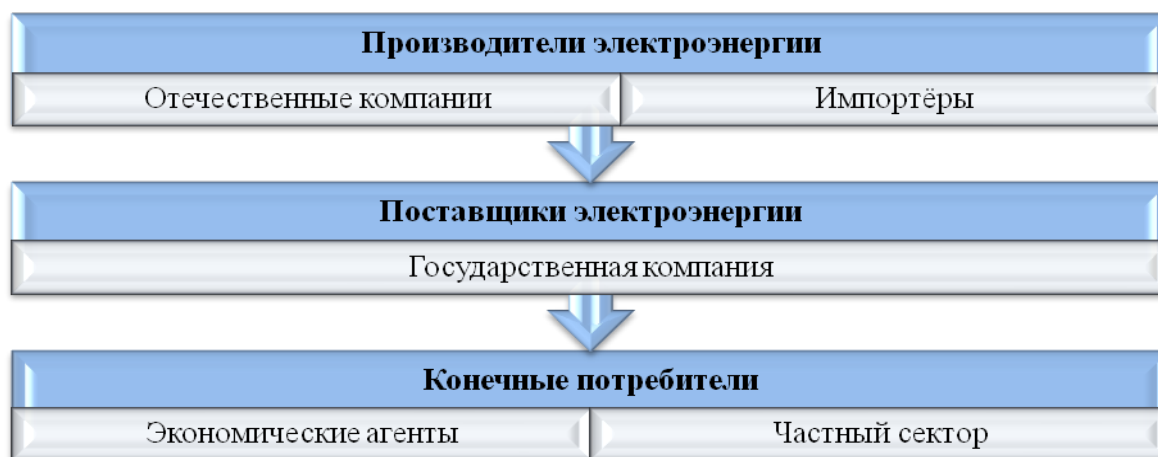 Производители электроэнергии
Отечественные компании
Импортёры
Поставщики электроэнергии
Государственная компания
Конечные потребители
Экономические агенты
Частный сектор